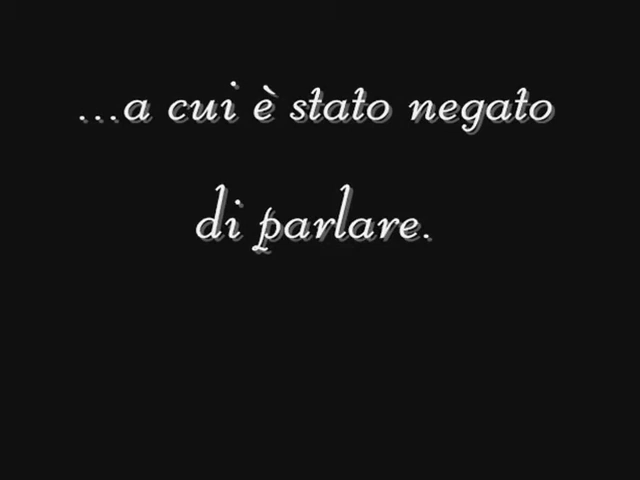 ...a cui è stato negato
di parlare.